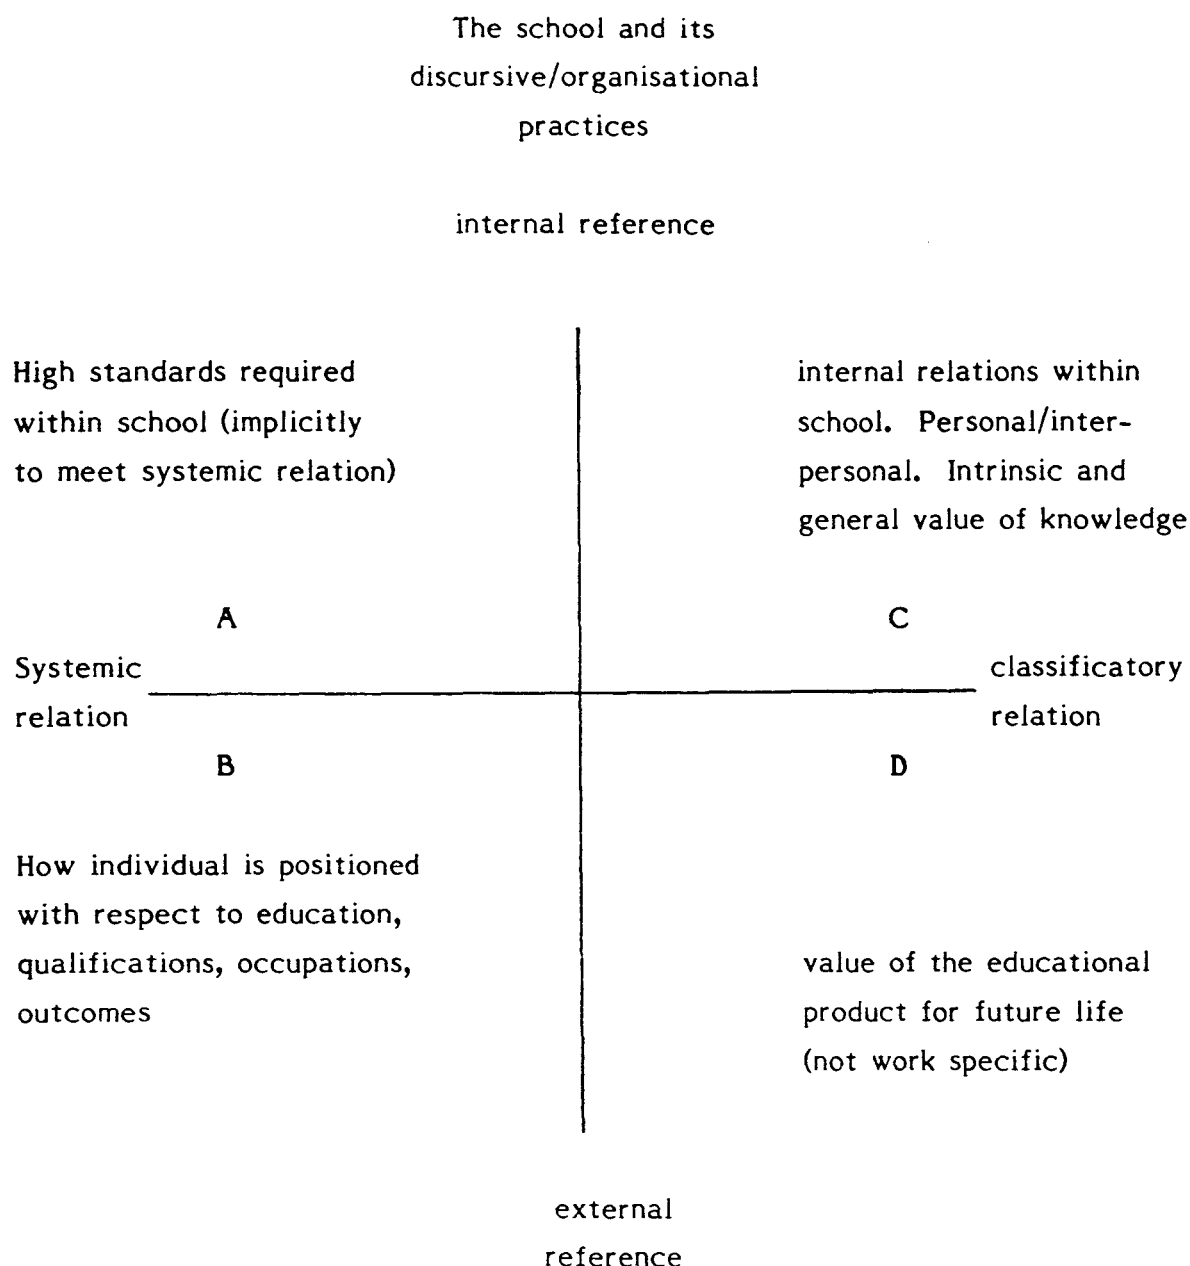 The school and its
discursive/organisational
practices
internal reference
High standards required
within school (implicitly
to meet systemic relation)
internal relations within
school. Personal/inter-
personal. Intrinsic and
general value of knowledge
A
C
Systemic
relation
classificatory
relation
B
D
How individual is positioned
with respect to education,
qualifications, occupations,
outcomes
value of the educational
product for future life
(not work specific)
external
reference